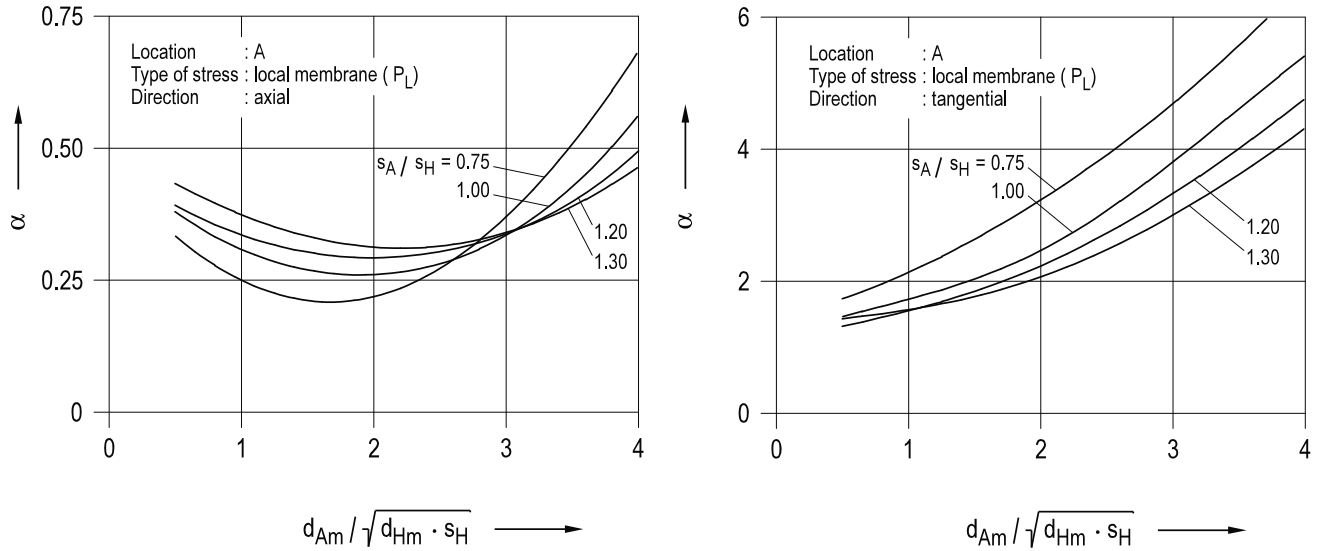 0.75
0.50
0.25
0
α
Location : A
Type of stress : local membrane ( P_L )
Direction : axial
s_A / s_H = 0.75
1.00
1.20
1.30
0 1 2 3 4
d_Am / √d_Hm · s_H
6
4
2
0
α
Location : A
Type of stress : local membrane ( P_L )
Direction : tangential
s_A / s_H = 0.75
1.00
1.20
1.30
0 1 2 3 4
d_Am / √d_Hm · s_H